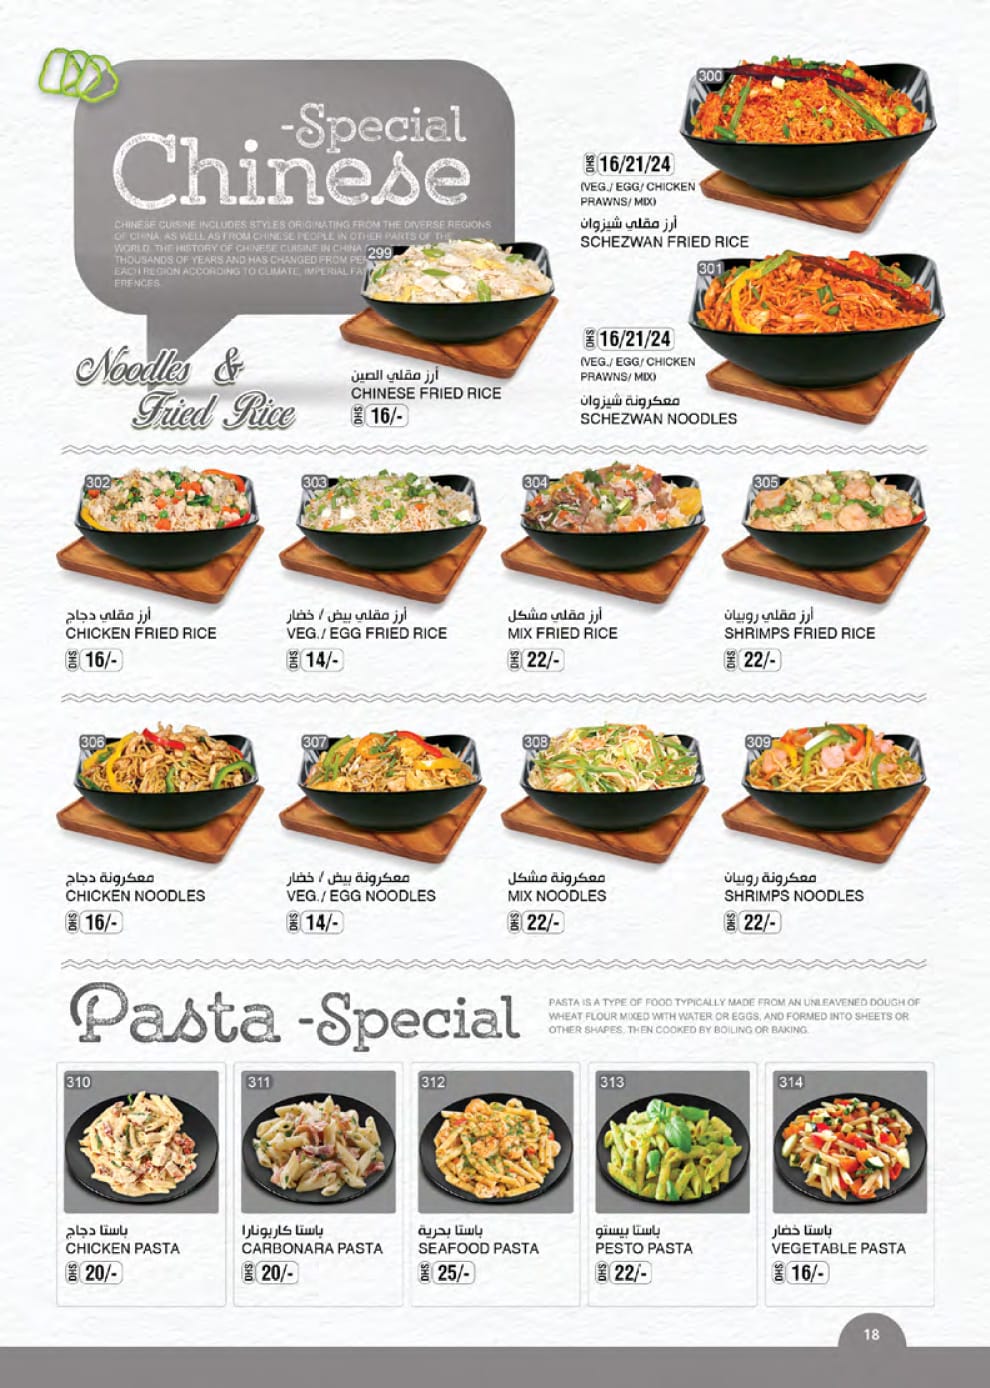 -Special
Chinese
CHINESE CUISINE INCLUDES STYLES ORIGINATING FROM THE DIVERSE REGIONS
OF CHINA, AS WELL AS FROM CHINESE PEOPLE IN OTHER PARTS OF THE
WORLD. THE HISTORY OF CHINESE CUISINE IN CHINA
THOUSANDS OF YEARS AND HAS CHANGED FROM
EACH REGION ACCORDING TO CLIMATE, IMPERIAL
ERENCES.
Noodles &
Fried Rice
299
أرز مقلي الصين
CHINESE FRIED RICE
DHS 16/-
300
DHS 16/21/24
(VEG./ EGG/ CHICKEN
PRAWNS/ MIX)
أرز مقلي شيزوان
SCHEZWAN FRIED RICE
301
DHS 16/21/24
(VEG./ EGG/ CHICKEN
PRAWNS/ MIX)
معكرونة شيزوان
SCHEZWAN NOODLES
302
أرز مقلي دجاج
CHICKEN FRIED RICE
DHS 16/-
303
أرز مقلي بيض / خضار
VEG./ EGG FRIED RICE
DHS 14/-
304
أرز مقلي مشكل
MIX FRIED RICE
DHS 22/-
305
أرز مقلي روبيان
SHRIMPS FRIED RICE
DHS 22/-
306
معكرونة دجاج
CHICKEN NOODLES
DHS 16/-
307
معكرونة بيض / خضار
VEG./ EGG NOODLES
DHS 14/-
308
معكرونة مشكل
MIX NOODLES
DHS 22/-
309
معكرونة روبيان
SHRIMPS NOODLES
DHS 22/-
Pasta -Special
PASTA IS A TYPE OF FOOD TYPICALLY MADE FROM AN UNLEAVENED DOUGH OF
WHEAT FLOUR MIXED WITH WATER OR EGGS, AND FORMED INTO SHEETS OR
OTHER SHAPES, THEN COOKED BY BOILING OR BAKING.
310
باستا دجاج
CHICKEN PASTA
DHS 20/-
311
باستا كاربونارا
CARBONARA PASTA
DHS 20/-
312
باستا بحرية
SEAFOOD PASTA
DHS 25/-
313
باستا بيستو
PESTO PASTA
DHS 22/-
314
باستا خضار
VEGETABLE PASTA
DHS 16/-
18